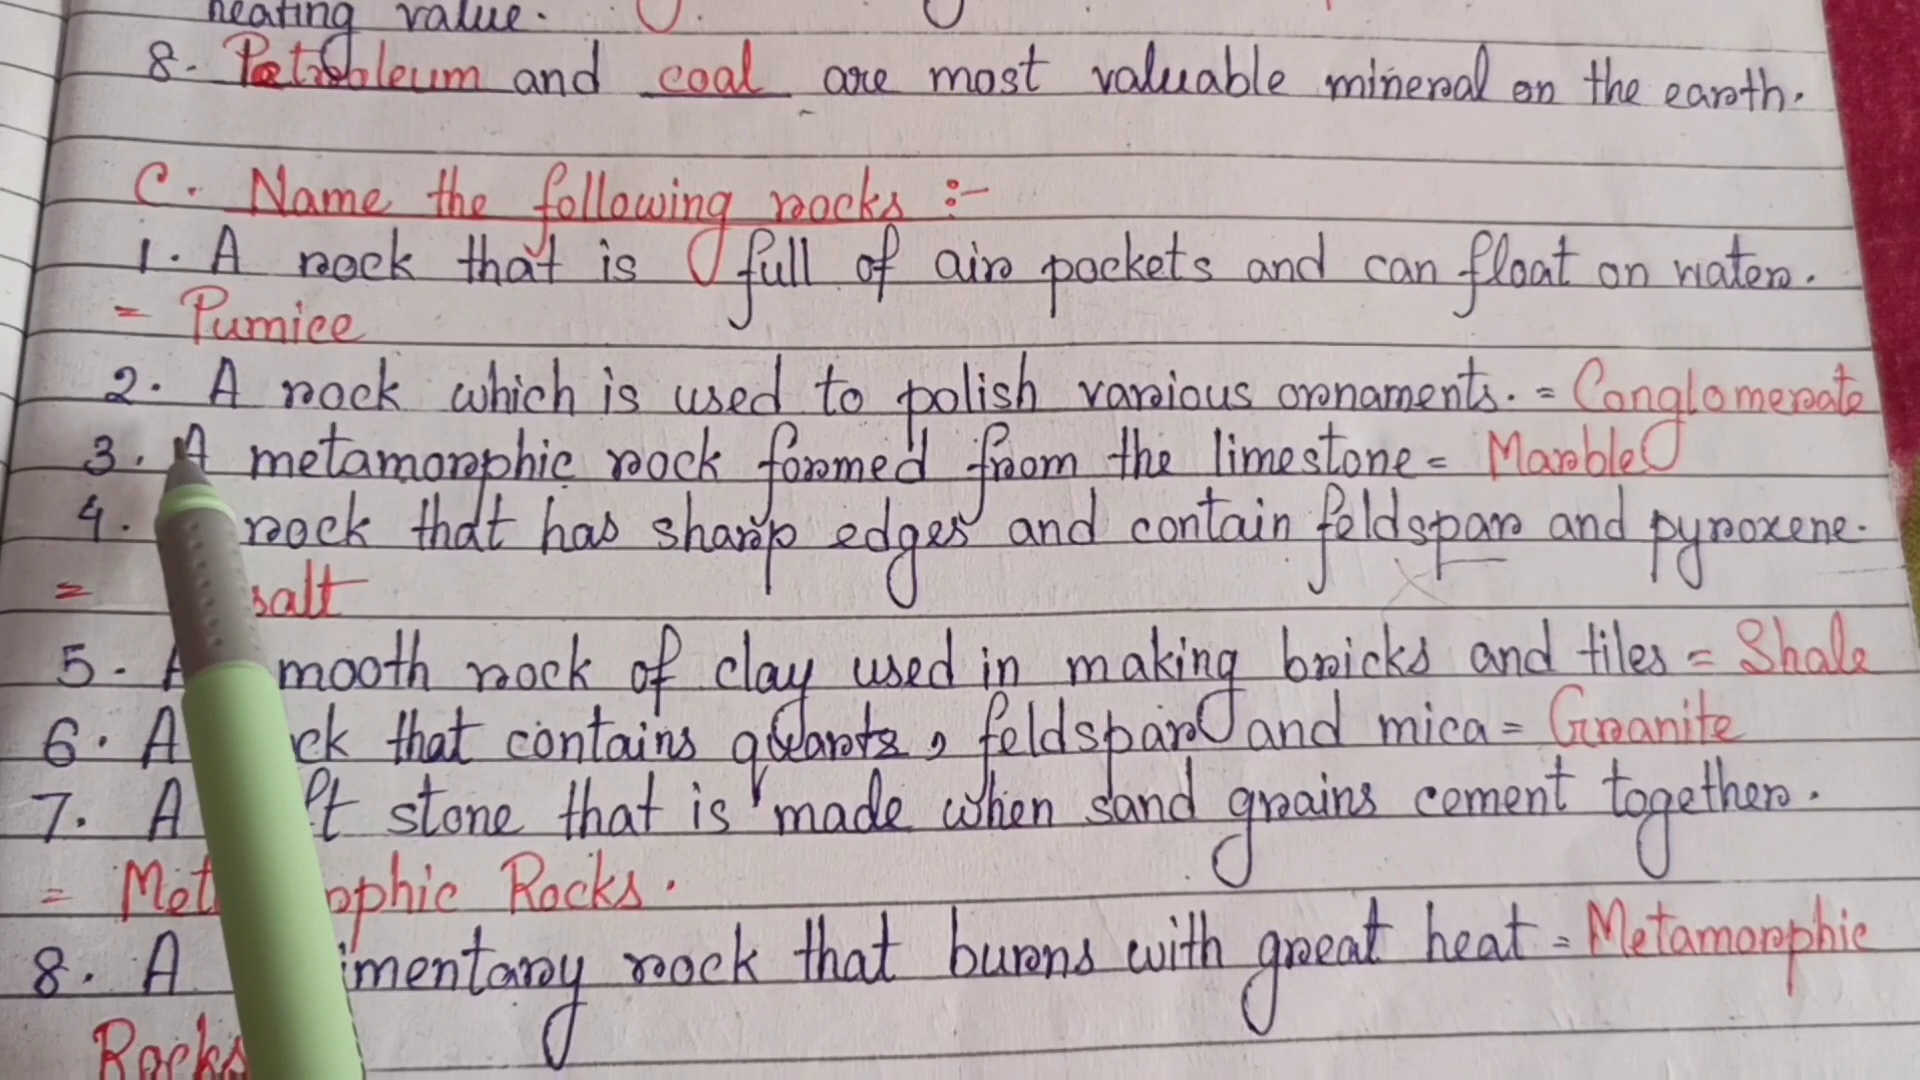 heating value.
8. Petroleum and coal are most valuable mineral on the earth.
C. Name the following rocks :-
1. A rock that is full of air pockets and can float on water.
= Pumice
2. A rock which is used to polish various ornaments. = Conglomerate
3. A metamorphic rock formed from the limestone = Marble
4. rock that has sharp edges and contain feldspar and pyroxene.
= salt
5. A mooth rock of clay used in making bricks and tiles = Shale
6. A ck that contains quartz, feldspar and mica = Granite
7. A ft stone that is made when sand grains cement together.
= Met ophic Rocks.
8. A imentary rock that burns with great heat = Metamorphic
Rocks